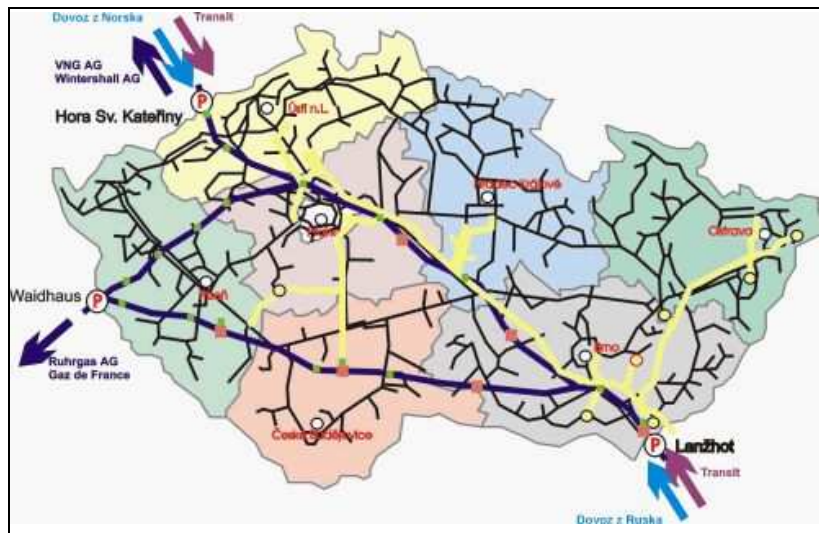 Dovoz z Norska
Transit
VNG AG
Wintershall AG
P
Hora Sv. Kateřiny
Ústí n.L.
Hradec Králové
Ostrava
Praha
Waidhaus
P
Plzeň
Ruhrgas AG
Gaz de France
Brno
České Budějovice
P
Lanžhot
Transit
Dovoz z Ruska